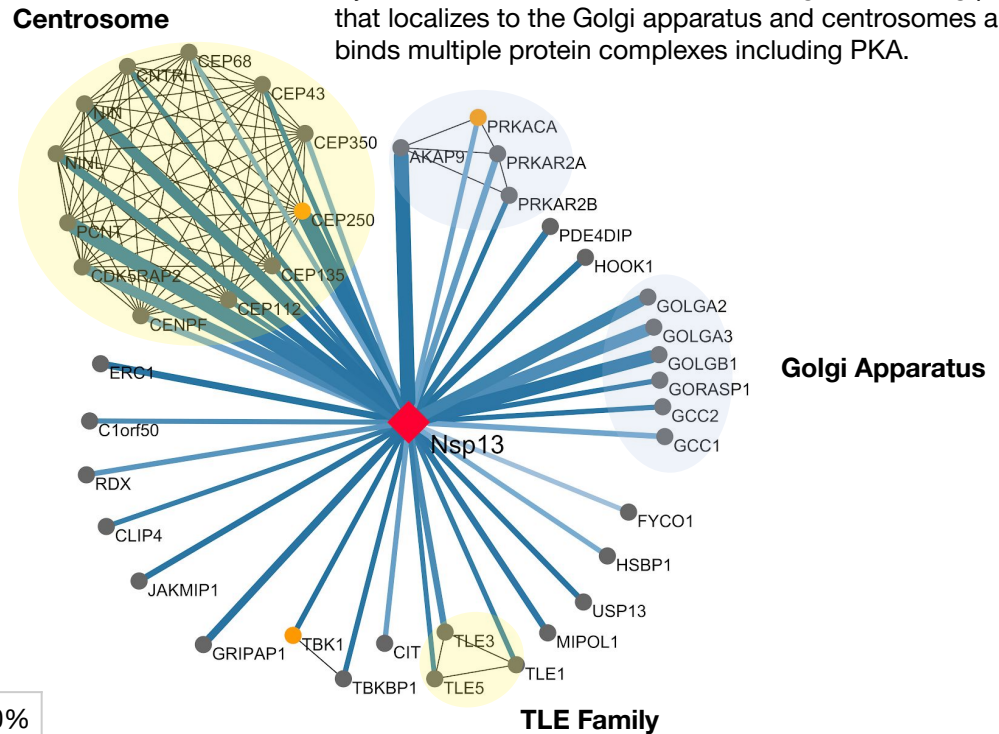 Centrosome
that localizes to the Golgi apparatus and centrosomes a
binds multiple protein complexes including PKA.
CEP68
CNTRL
CEP43
NIN
CEP350
NINL
CEP250
PCNT
CEP135
CDK5RAP2
CEP112
CENPF
PRKACA
AKAP9
PRKAR2A
PRKAR2B
PDE4DIP
HOOK1
GOLGA2
GOLGA3
GOLGB1
GORASP1
GCC2
GCC1
Golgi Apparatus
ERC1
C1orf50
RDX
CLIP4
JAKMIP1
GRIPAP1
TBK1
TBKBP1
CIT
Nsp13
FYCO1
HSBP1
USP13
MIPOL1
TLE3
TLE1
TLE5
TLE Family
0%